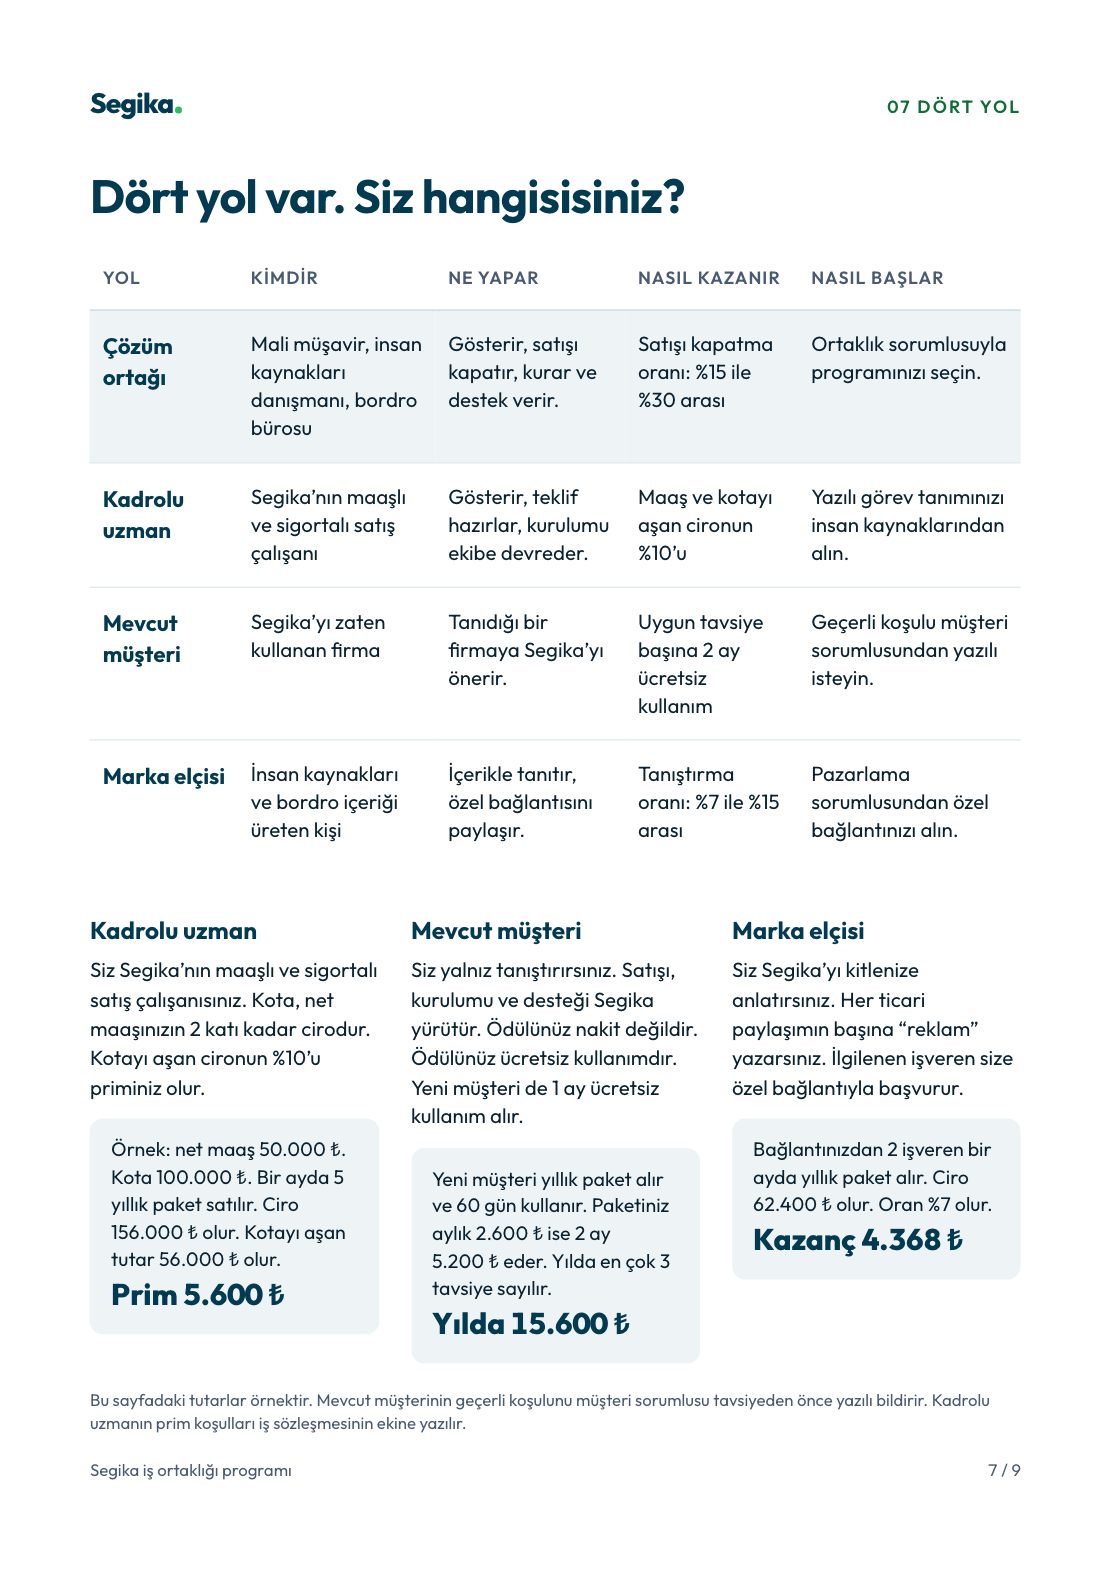 Segika.
07 DÖRT YOL
Dört yol var. Siz hangisisiniz?
YOL
KİMDİR
NE YAPAR
NASIL KAZANIR
NASIL BAŞLAR
Çözüm
ortağı
Mali müşavir, insan
kaynakları
danışmanı, bordro
bürosu
Gösterir, satışı
kapatır, kurar ve
destek verir.
Satışı kapatma
oranı: %15 ile
%30 arası
Ortaklık sorumlusuyla
programınızı seçin.
Kadrolu
uzman
Segika’nın maaşlı
ve sigortalı satış
çalışanı
Gösterir, teklif
hazırlar, kurulumu
ekibe devreder.
Maaş ve kotayı
aşan cironun
%10’u
Yazılı görev tanımınızı
insan kaynaklarından
alın.
Mevcut
müşteri
Segika’yı zaten
kullanan firma
Tanıdığı bir
firmaya Segika’yı
önerir.
Uygun tavsiye
başına 2 ay
ücretsiz
kullanım
Geçerli koşulu müşteri
sorumlusundan yazılı
isteyin.
Marka elçisi
İnsan kaynakları
ve bordro içeriği
üreten kişi
İçerikle tanıtır,
özel bağlantısını
paylaşır.
Tanıştırma
oranı: %7 ile %15
arası
Pazarlama
sorumlusundan özel
bağlantınızı alın.
Kadrolu uzman
Siz Segika’nın maaşlı ve sigortalı
satış çalışanısınız. Kota, net
maaşınızın 2 katı kadar cirodur.
Kotayı aşan cironun %10’u
priminiz olur.
Örnek: net maaş 50.000 ₺.
Kota 100.000 ₺. Bir ayda 5
yıllık paket satılır. Ciro
156.000 ₺ olur. Kotayı aşan
tutar 56.000 ₺ olur.
Prim 5.600 ₺
Mevcut müşteri
Siz yalnız tanıştırırsınız. Satışı,
kurulumu ve desteği Segika
yürütür. Ödülünüz nakit değildir.
Ödülünüz ücretsiz kullanımdır.
Yeni müşteri de 1 ay ücretsiz
kullanım alır.
Yeni müşteri yıllık paket alır
ve 60 gün kullanır. Paketiniz
aylık 2.600 ₺ ise 2 ay
5.200 ₺ eder. Yılda en çok 3
tavsiye sayılır.
Yılda 15.600 ₺
Marka elçisi
Siz Segika’yı kitlenize
anlatırsınız. Her ticari
paylaşımın başına “reklam”
yazarsınız. İlgilenen işveren size
özel bağlantıyla başvurur.
Bağlantınızdan 2 işveren bir
ayda yıllık paket alır. Ciro
62.400 ₺ olur. Oran %7 olur.
Kazanç 4.368 ₺
Bu sayfadaki tutarlar örnektir. Mevcut müşterinin geçerli koşulunu müşteri sorumlusu tavsiyeden önce yazılı bildirir. Kadrolu
uzmanın prim koşulları iş sözleşmesinin ekine yazılır.
Segika iş ortaklığı programı
7 / 9